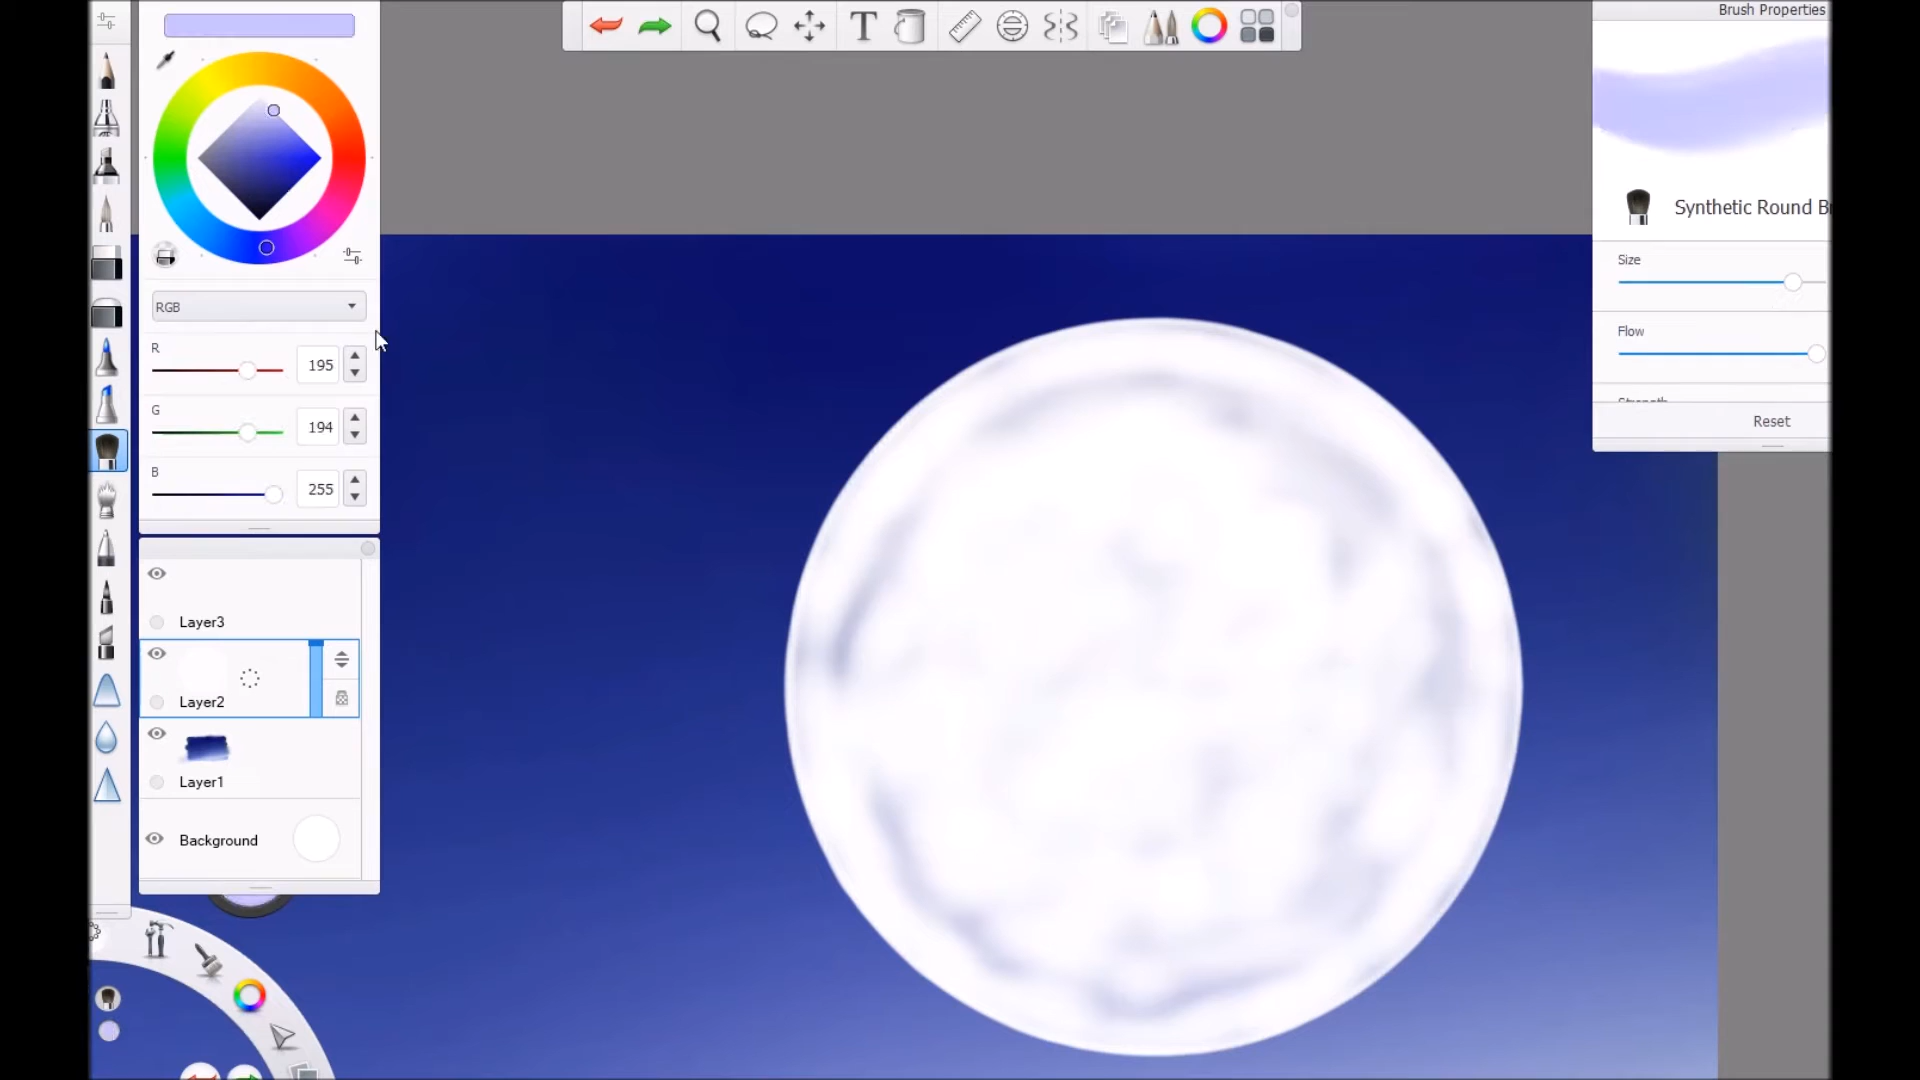 Brush Properties
T
Synthetic Round B
Size
RGB
Flow
R
195
G
194
Reset
B
255
Layer3
Layer2
Layer1
Background